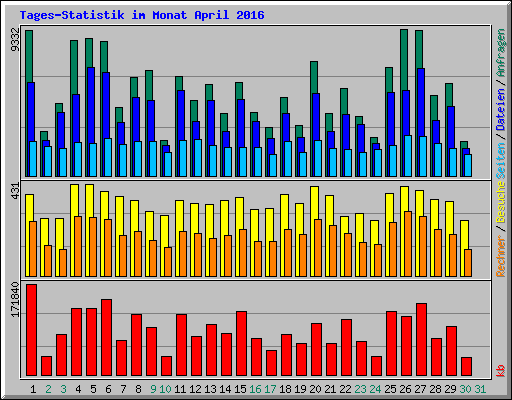 Tages-Statistik im Monat April 2016
9332
431
171840
Rechner / Besuche
Seiten / Dateien / Anfragen
kb
1 2 3 4 5 6 7 8 9 10 11 12 13 14 15 16 17 18 19 20 21 22 23 24 25 26 27 28 29 30 31